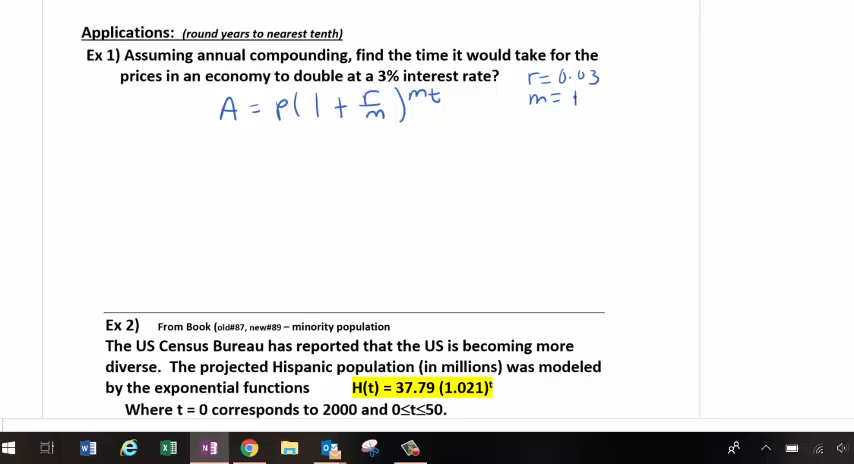 Applications: (round years to nearest tenth)
Ex 1) Assuming annual compounding, find the time it would take for the
prices in an economy to double at a 3% interest rate?
r = 0.03
m = 1
A = P(1 + r/m)^mt
Ex 2) From Book (old#87, new#89 – minority population
The US Census Bureau has reported that the US is becoming more
diverse. The projected Hispanic population (in millions) was modeled
by the exponential functions H(t) = 37.79 (1.021)ᵗ
Where t = 0 corresponds to 2000 and 0≤t≤50.